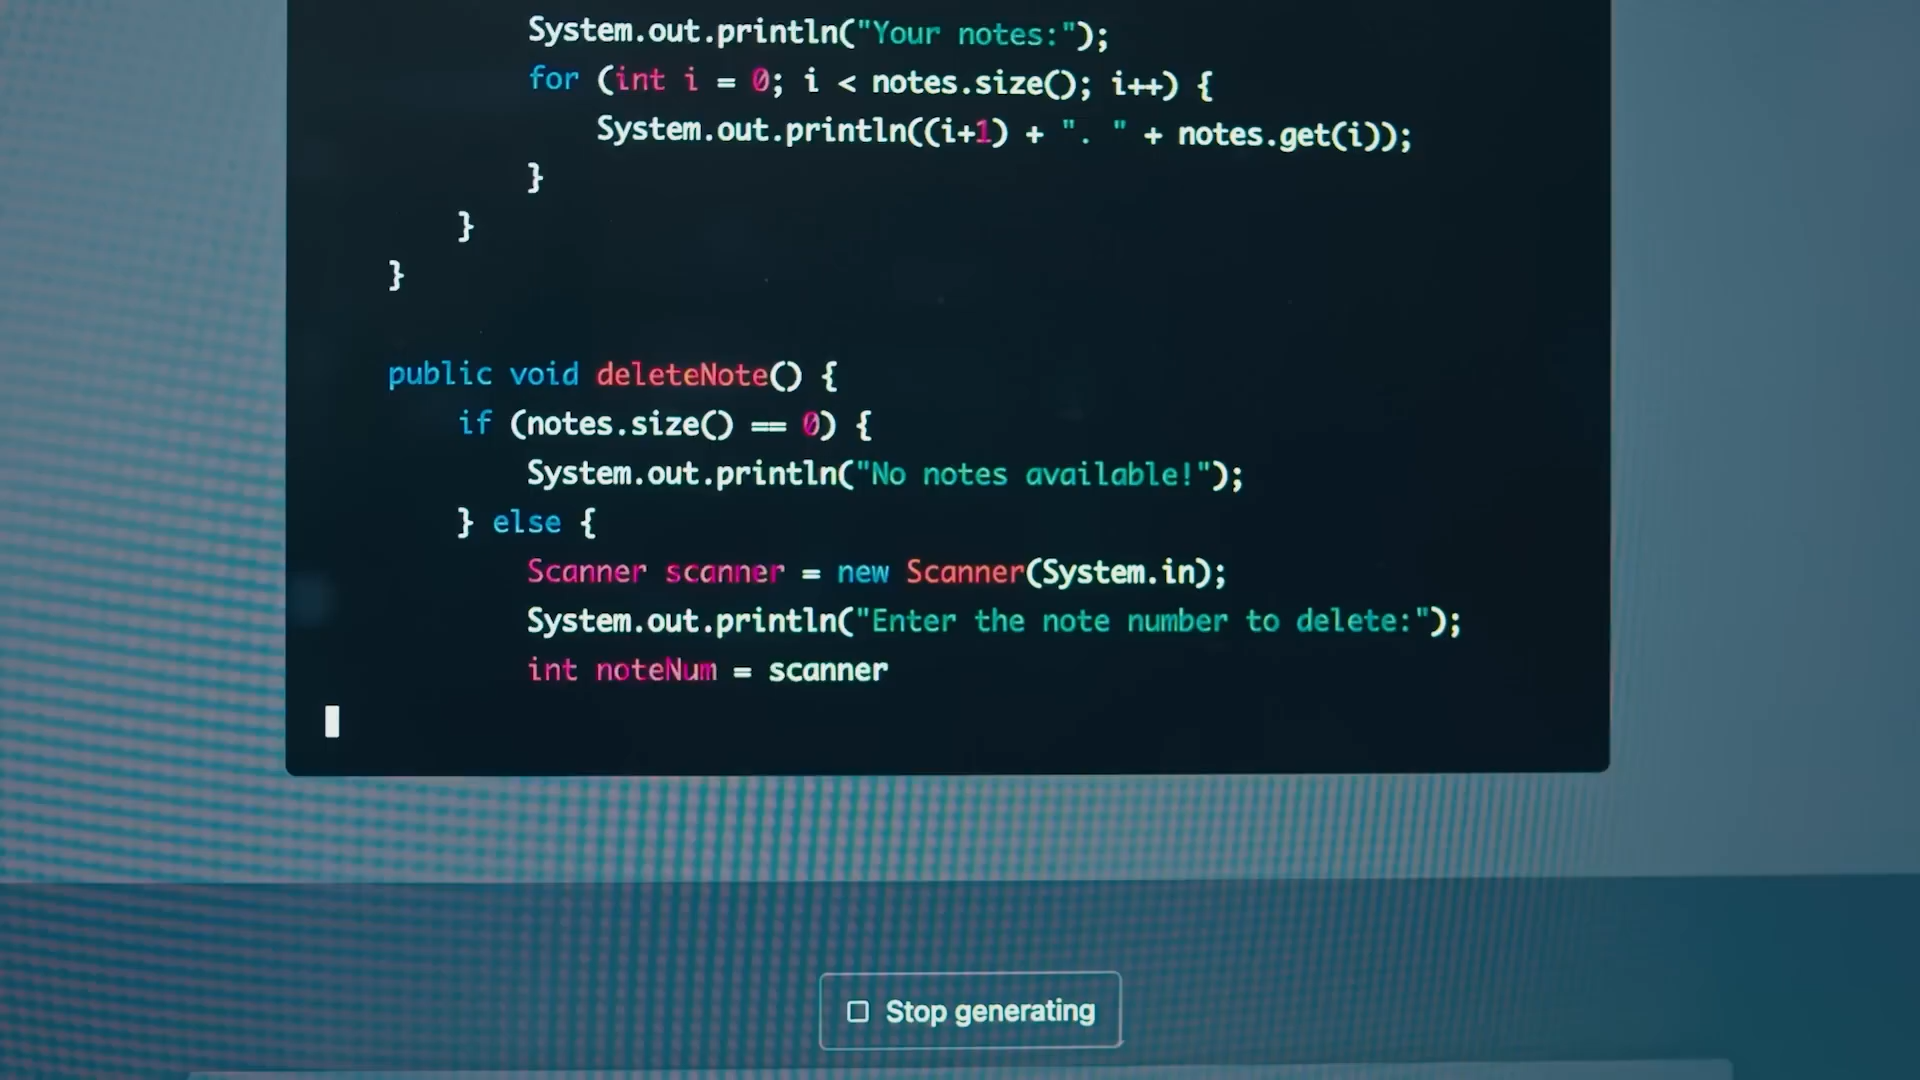 System.out.println("Your notes:");
for (int i = 0; i < notes.size(); i++) {
System.out.println((i+1) + ". " + notes.get(i));
}
}
}
public void deleteNote() {
if (notes.size() == 0) {
System.out.println("No notes available!");
} else {
Scanner scanner = new Scanner(System.in);
System.out.println("Enter the note number to delete:");
int noteNum = scanner
Stop generating